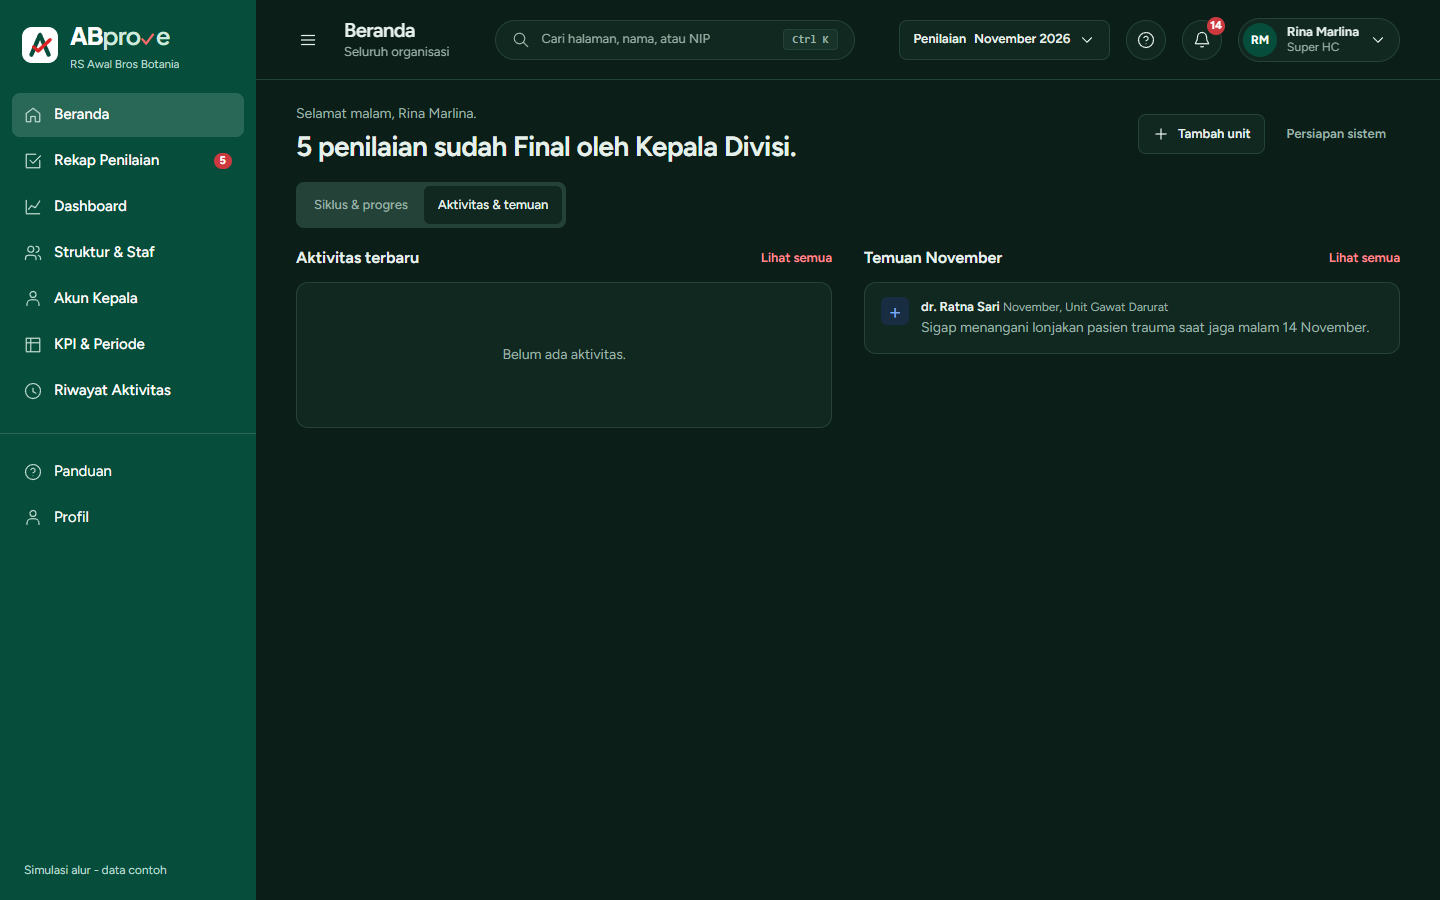 ABprove
RS Awal Bros Botania
Beranda
Rekap Penilaian 5
Dashboard
Struktur & Staf
Akun Kepala
KPI & Periode
Riwayat Aktivitas
Panduan
Profil
Simulasi alur - data contoh
Beranda
Seluruh organisasi
Cari halaman, nama, atau NIP Ctrl K
Penilaian November 2026
14
RM
Rina Marlina
Super HC
Selamat malam, Rina Marlina.
5 penilaian sudah Final oleh Kepala Divisi.
Tambah unit
Persiapan sistem
Siklus & progres
Aktivitas & temuan
Aktivitas terbaru
Lihat semua
Belum ada aktivitas.
Temuan November
Lihat semua
dr. Ratna Sari November, Unit Gawat Darurat
Sigap menangani lonjakan pasien trauma saat jaga malam 14 November.